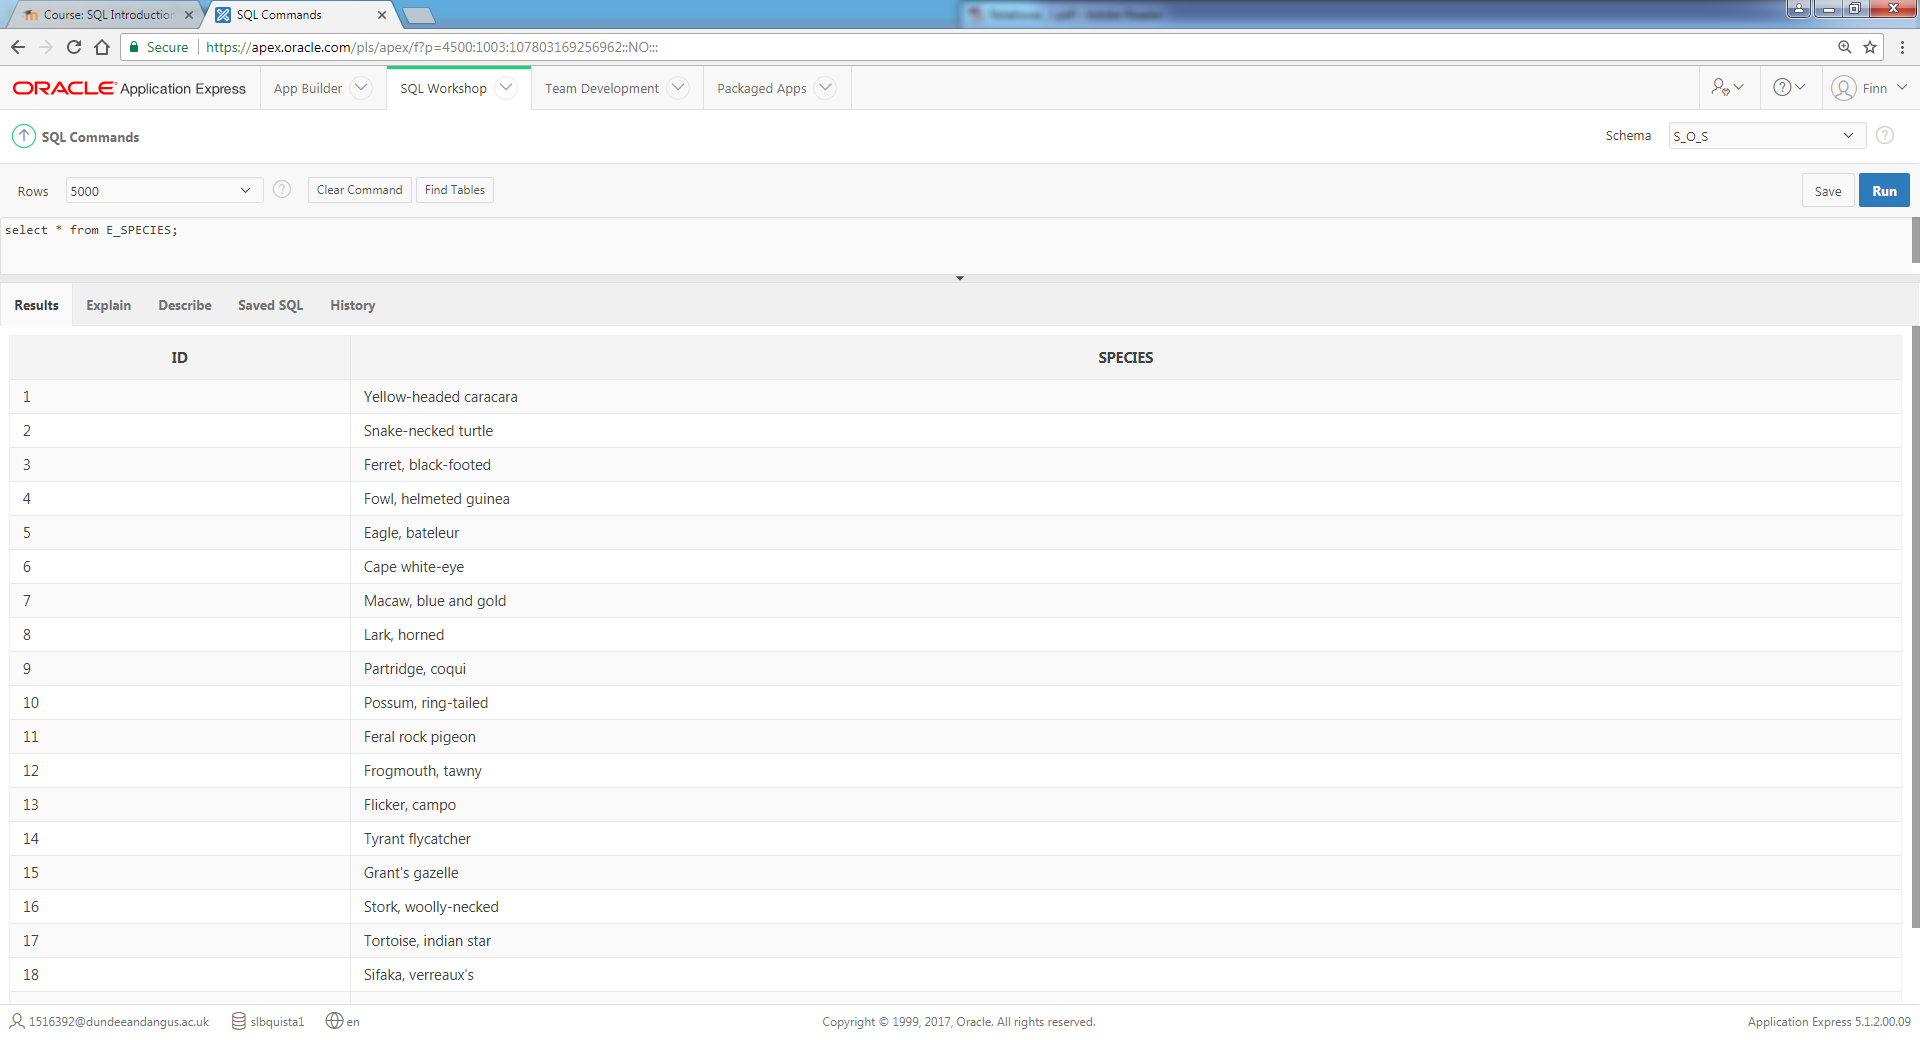 Course: SQL Introduction
SQL Commands
Secure
https://apex.oracle.com/pls/apex/f?p=4500:1003:107803169256962::NO:::
ORACLE Application Express
App Builder
SQL Workshop
Team Development
Packaged Apps
Finn
SQL Commands
Schema
S_O_S
Rows
5000
Clear Command
Find Tables
Save
Run
select * from E_SPECIES;
Results Explain Describe Saved SQL History
ID SPECIES
1 Yellow-headed caracara
2 Snake-necked turtle
3 Ferret, black-footed
4 Fowl, helmeted guinea
5 Eagle, bateleur
6 Cape white-eye
7 Macaw, blue and gold
8 Lark, horned
9 Partridge, coqui
10 Possum, ring-tailed
11 Feral rock pigeon
12 Frogmouth, tawny
13 Flicker, campo
14 Tyrant flycatcher
15 Grant's gazelle
16 Stork, woolly-necked
17 Tortoise, indian star
18 Sifaka, verreaux's
1516392@dundeeandangus.ac.uk
slbquista1
en
Copyright © 1999, 2017, Oracle. All rights reserved.
Application Express 5.1.2.00.09